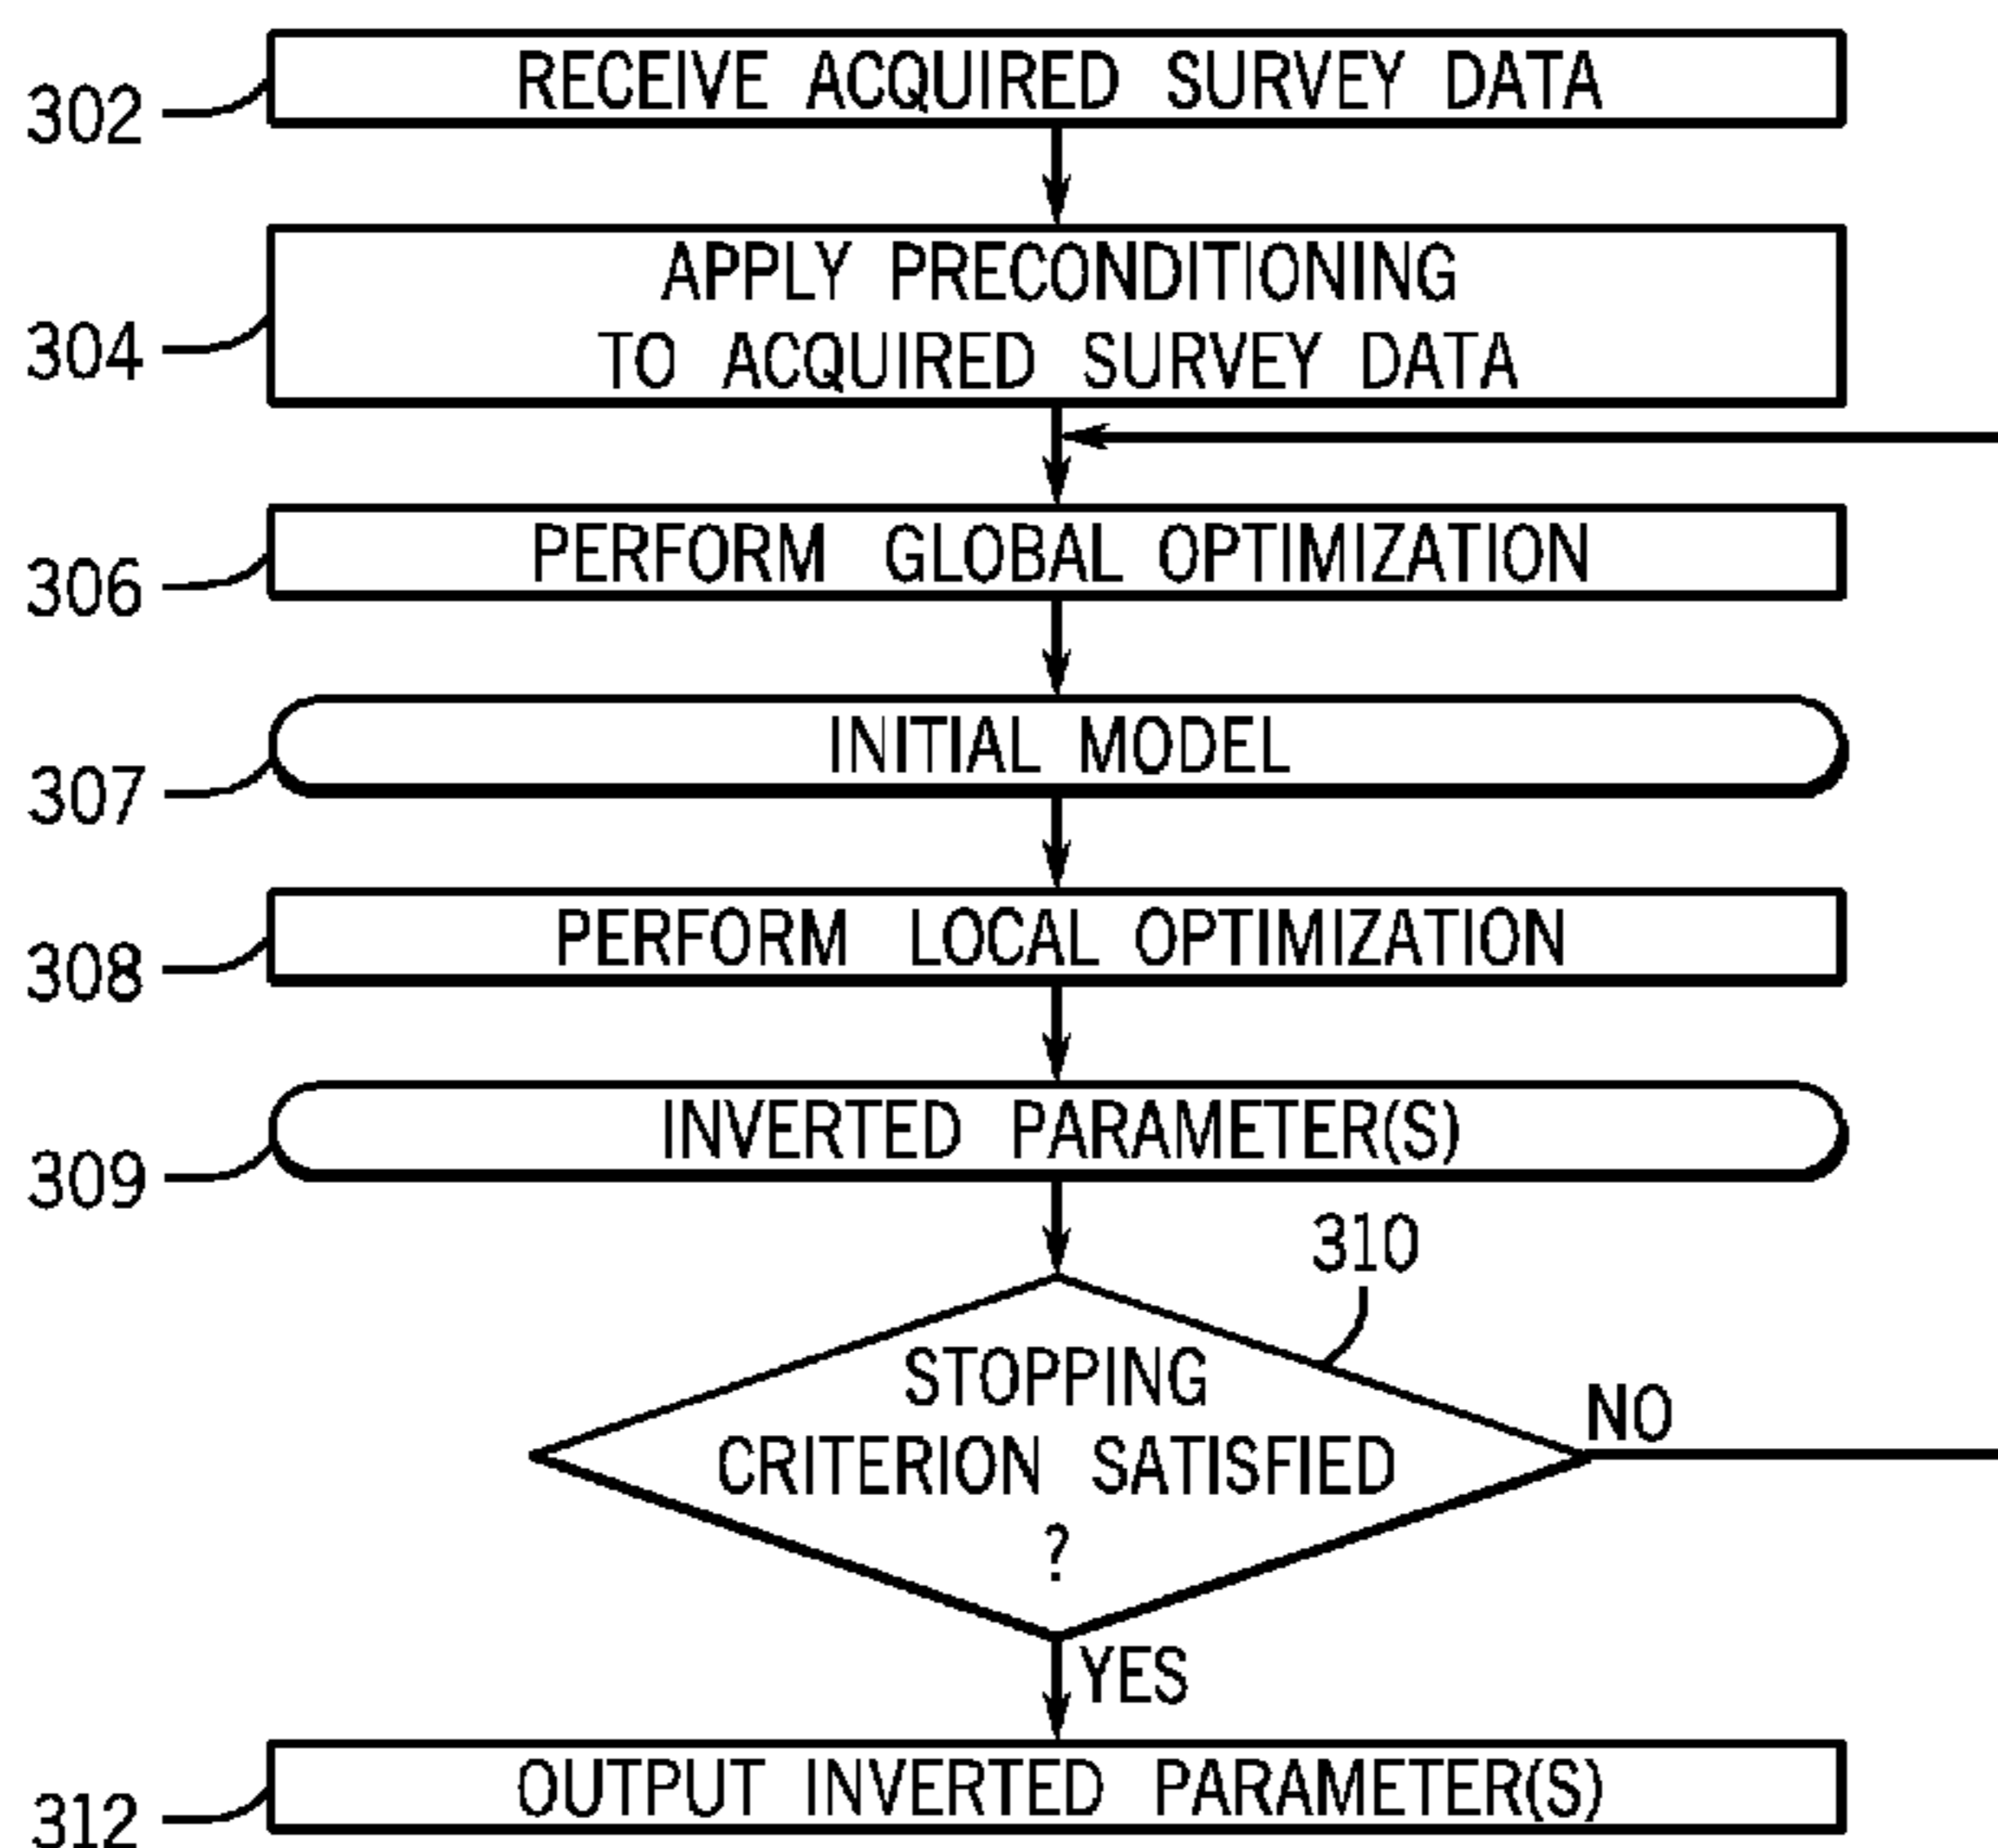 302
RECEIVE ACQUIRED SURVEY DATA
304
APPLY PRECONDITIONING
TO ACQUIRED SURVEY DATA
306
PERFORM GLOBAL OPTIMIZATION
307
INITIAL MODEL
308
PERFORM LOCAL OPTIMIZATION
309
INVERTED PARAMETER(S)
310
STOPPING
CRITERION SATISFIED
?
NO
YES
312
OUTPUT INVERTED PARAMETER(S)